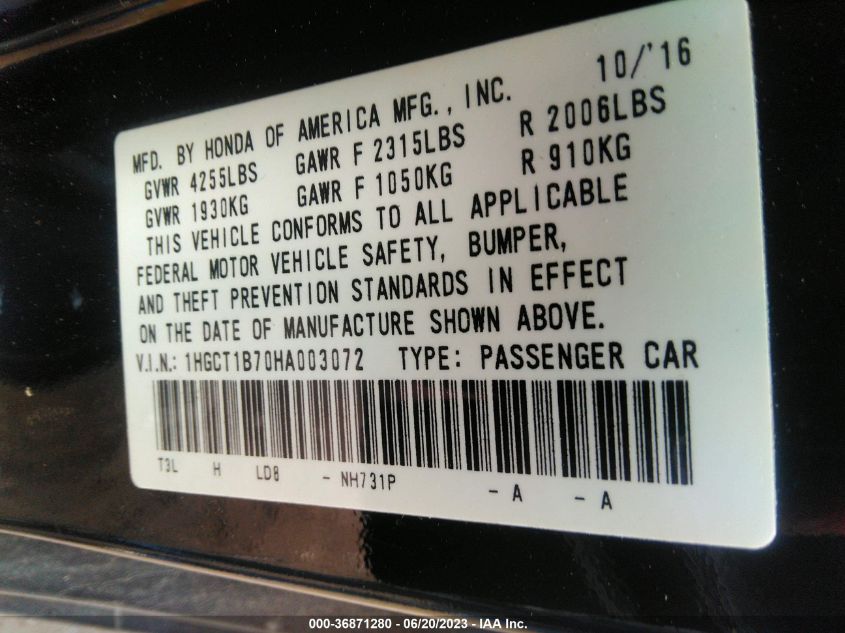 MFD. BY HONDA OF AMERICA MFG., INC. 10/'16
GVWR 4255LBS GAWR F 2315LBS R 2006LBS
GVWR 1930KG GAWR F 1050KG R 910KG
THIS VEHICLE CONFORMS TO ALL APPLICABLE
FEDERAL MOTOR VEHICLE SAFETY, BUMPER,
AND THEFT PREVENTION STANDARDS IN EFFECT
ON THE DATE OF MANUFACTURE SHOWN ABOVE.
V.I.N.: 1HGCT1B70HA003072 TYPE: PASSENGER CAR
T3L H LD8 - NH731P - A - A
000-36871280 - 06/20/2023 - IAA Inc.